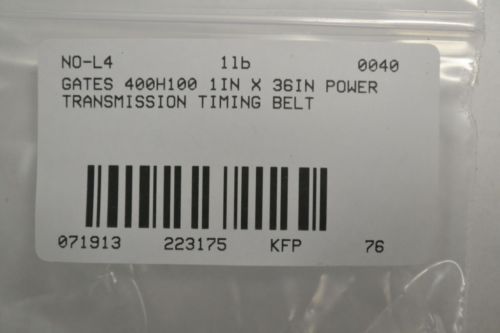 NO-L4 1lb 0040
GATES 400H100 1IN X 36IN POWER
TRANSMISSION TIMING BELT
071913 223175 KFP 76